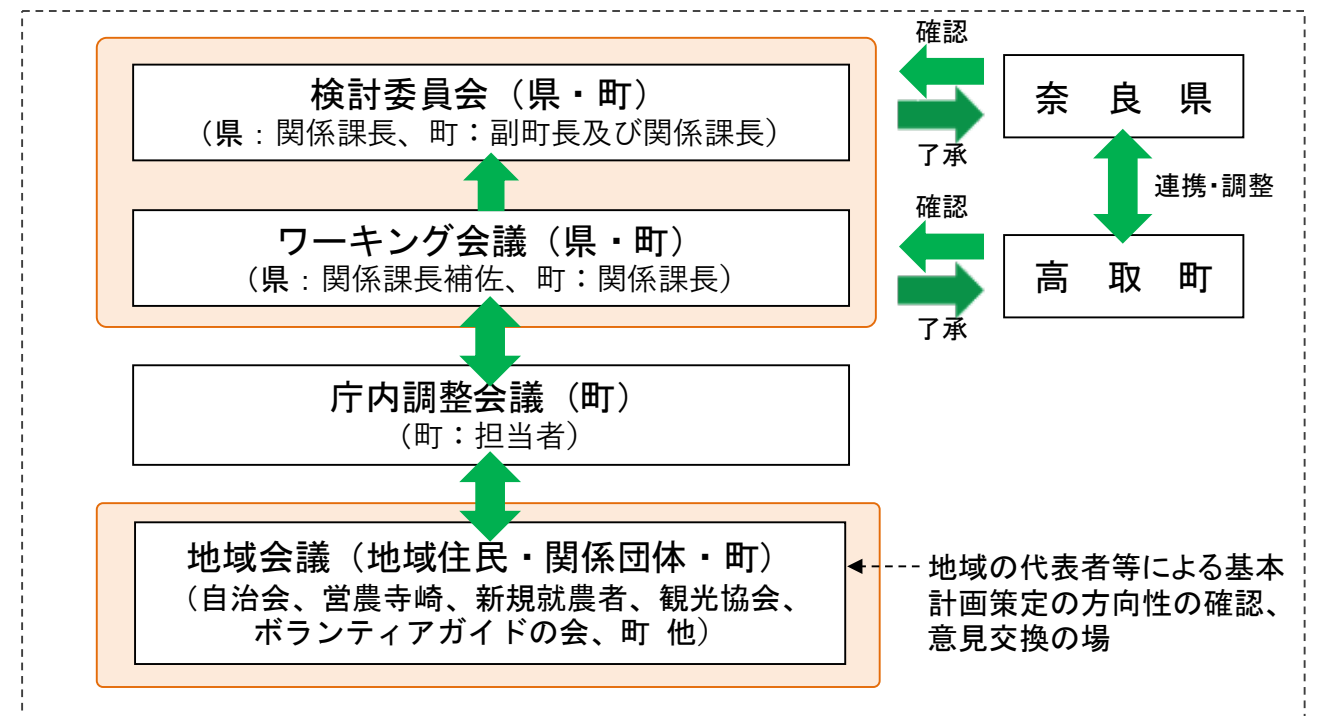 検討委員会（県・町）
（県：関係課長、町：副町長及び関係課長）
確認
了承
奈 良 県
連携・調整
ワーキング会議（県・町）
（県：関係課長補佐、町：関係課長）
確認
了承
高 取 町
庁内調整会議（町）
（町：担当者）
地域会議（地域住民・関係団体・町）
（自治会、営農寺崎、新規就農者、観光協会、
ボランティアガイドの会、町 他）
地域の代表者等による基本
計画策定の方向性の確認、
意見交換の場